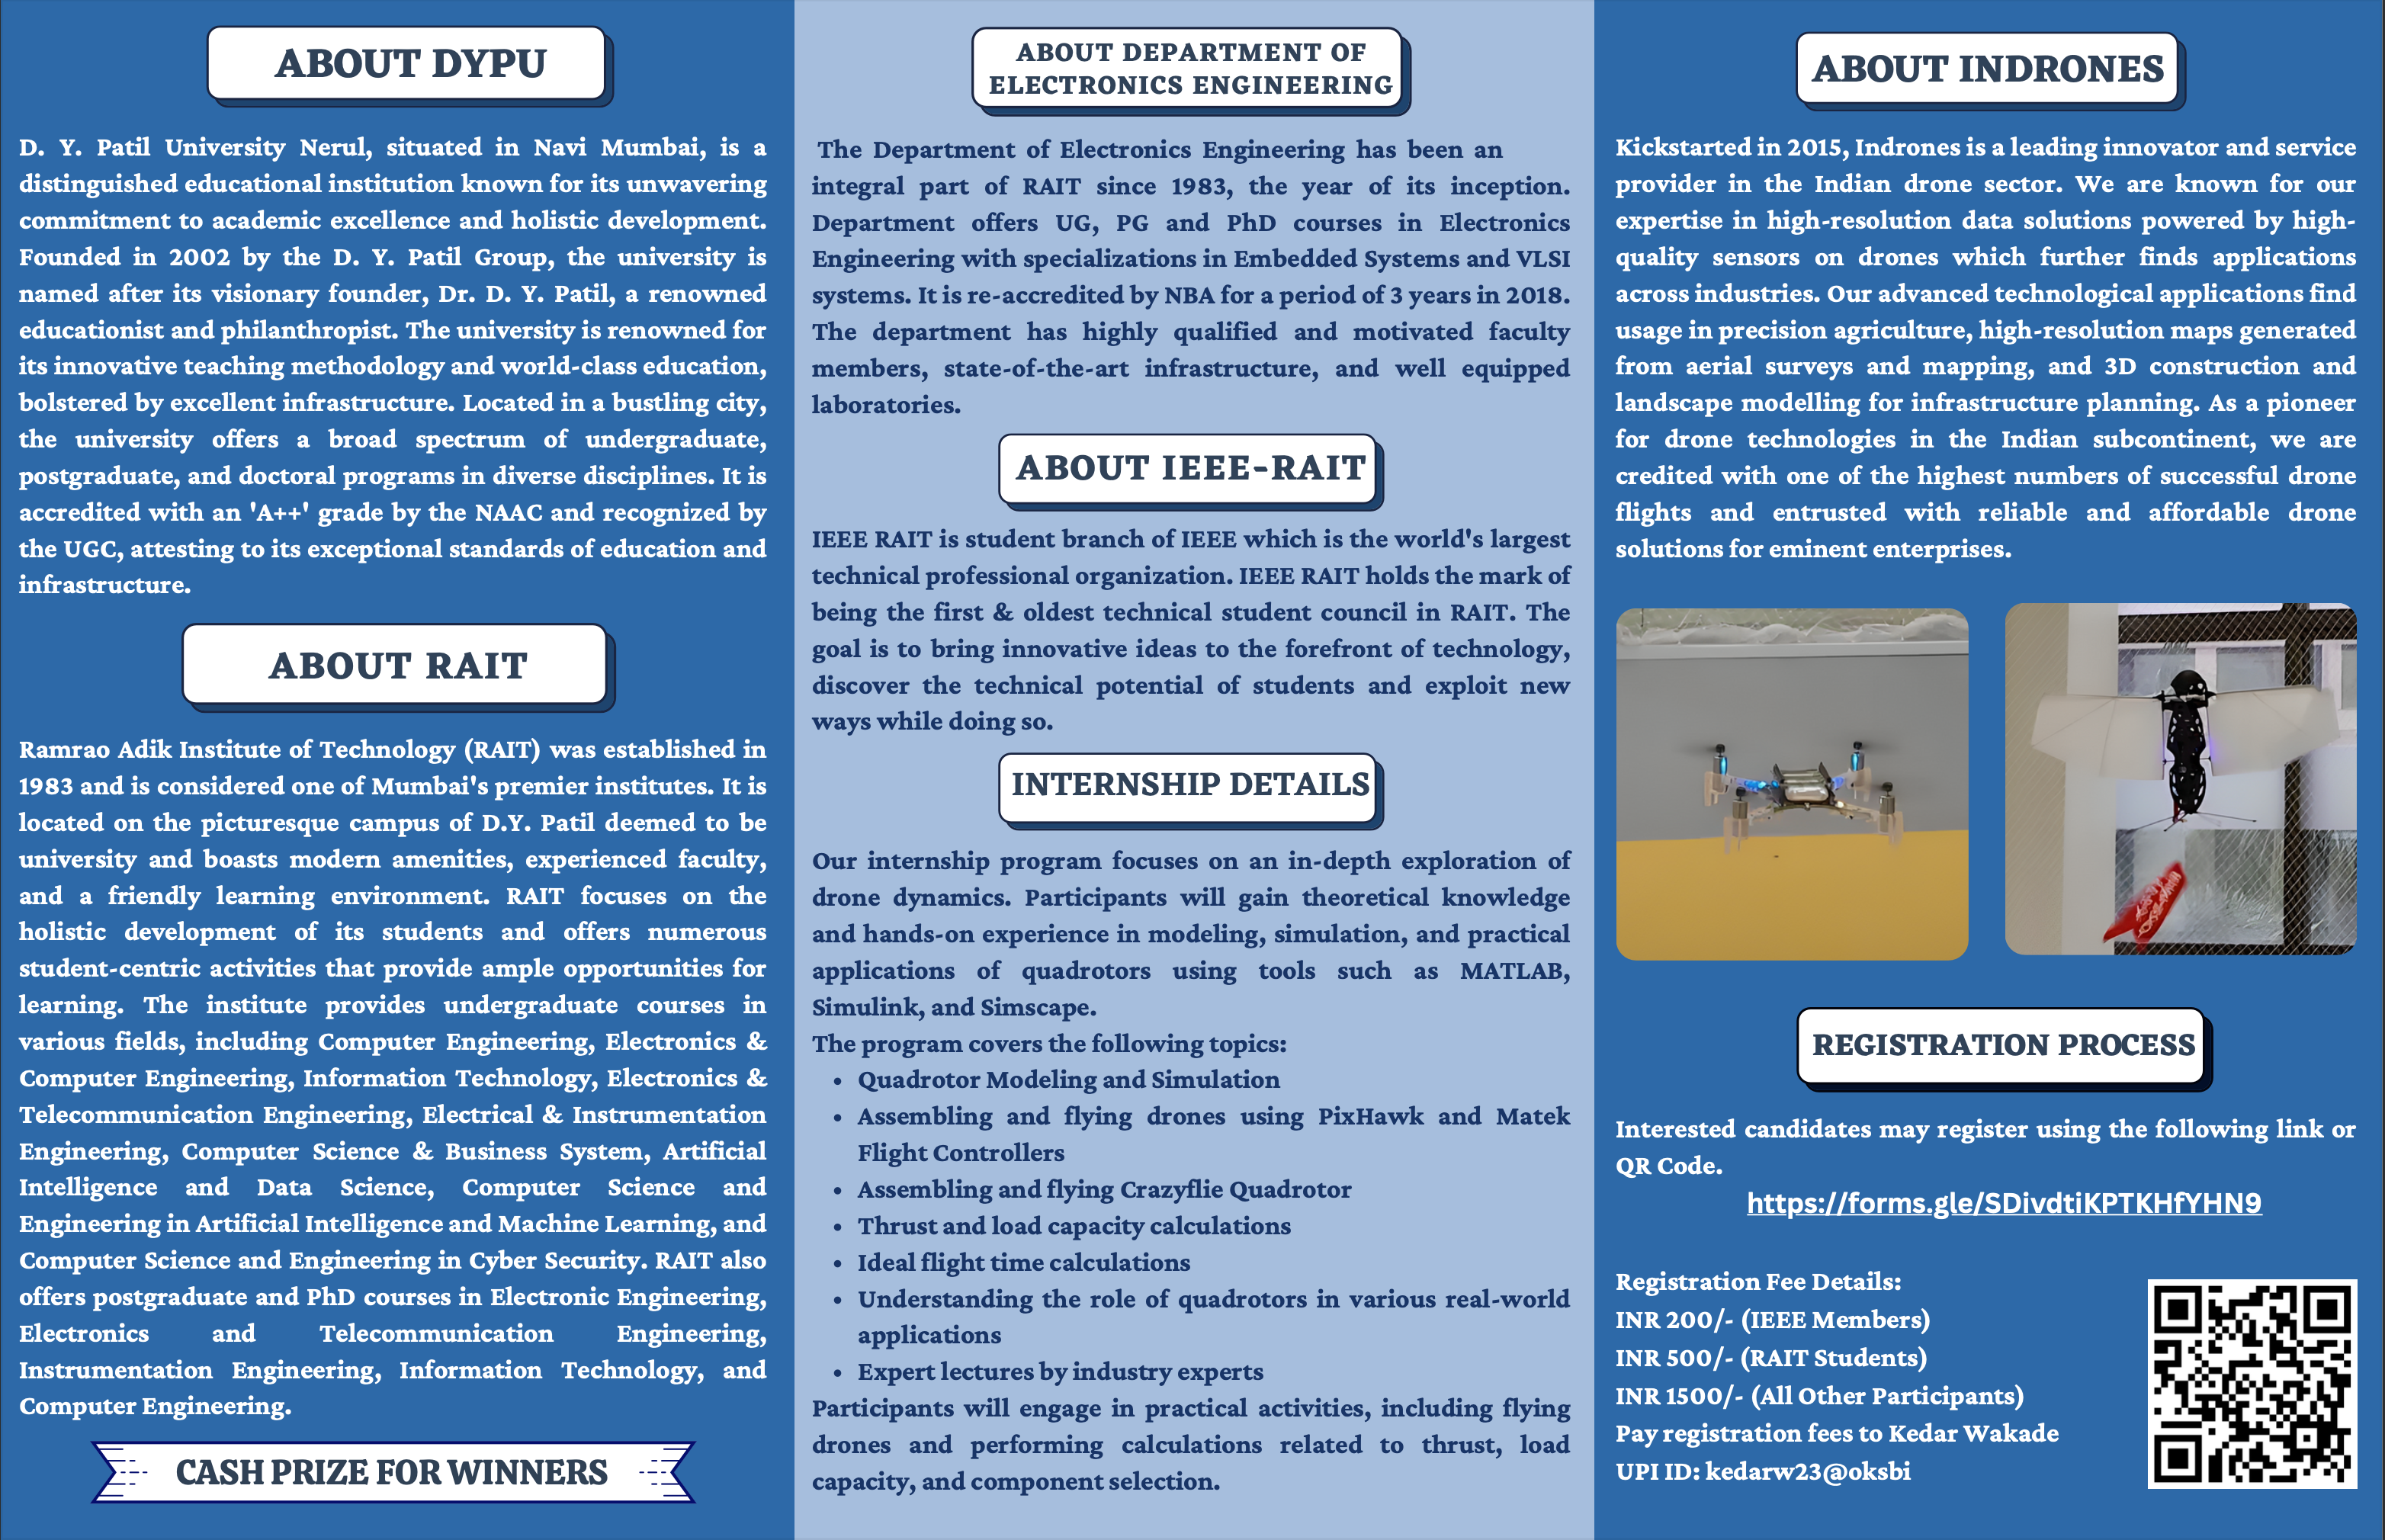 ABOUT DYPU
D. Y. Patil University Nerul, situated in Navi Mumbai, is a
distinguished educational institution known for its unwavering
commitment to academic excellence and holistic development.
Founded in 2002 by the D. Y. Patil Group, the university is
named after its visionary founder, Dr. D. Y. Patil, a renowned
educationist and philanthropist. The university is renowned for
its innovative teaching methodology and world-class education,
bolstered by excellent infrastructure. Located in a bustling city,
the university offers a broad spectrum of undergraduate,
postgraduate, and doctoral programs in diverse disciplines. It is
accredited with an 'A++' grade by the NAAC and recognized by
the UGC, attesting to its exceptional standards of education and
infrastructure.
ABOUT RAIT
Ramrao Adik Institute of Technology (RAIT) was established in
1983 and is considered one of Mumbai's premier institutes. It is
located on the picturesque campus of D.Y. Patil deemed to be
university and boasts modern amenities, experienced faculty,
and a friendly learning environment. RAIT focuses on the
holistic development of its students and offers numerous
student-centric activities that provide ample opportunities for
learning. The institute provides undergraduate courses in
various fields, including Computer Engineering, Electronics &
Computer Engineering, Information Technology, Electronics &
Telecommunication Engineering, Electrical & Instrumentation
Engineering, Computer Science & Business System, Artificial
Intelligence and Data Science, Computer Science and
Engineering in Artificial Intelligence and Machine Learning, and
Computer Science and Engineering in Cyber Security. RAIT also
offers postgraduate and PhD courses in Electronic Engineering,
Electronics and Telecommunication Engineering,
Instrumentation Engineering, Information Technology, and
Computer Engineering.
CASH PRIZE FOR WINNERS
ABOUT DEPARTMENT OF
ELECTRONICS ENGINEERING
The Department of Electronics Engineering has been an
integral part of RAIT since 1983, the year of its inception.
Department offers UG, PG and PhD courses in Electronics
Engineering with specializations in Embedded Systems and VLSI
systems. It is re-accredited by NBA for a period of 3 years in 2018.
The department has highly qualified and motivated faculty
members, state-of-the-art infrastructure, and well equipped
laboratories.
ABOUT IEEE-RAIT
IEEE RAIT is student branch of IEEE which is the world's largest
technical professional organization. IEEE RAIT holds the mark of
being the first & oldest technical student council in RAIT. The
goal is to bring innovative ideas to the forefront of technology,
discover the technical potential of students and exploit new
ways while doing so.
INTERNSHIP DETAILS
Our internship program focuses on an in-depth exploration of
drone dynamics. Participants will gain theoretical knowledge
and hands-on experience in modeling, simulation, and practical
applications of quadrotors using tools such as MATLAB,
Simulink, and Simscape.
The program covers the following topics:
• Quadrotor Modeling and Simulation
• Assembling and flying drones using PixHawk and Matek
Flight Controllers
• Assembling and flying Crazyflie Quadrotor
• Thrust and load capacity calculations
• Ideal flight time calculations
• Understanding the role of quadrotors in various real-world
applications
• Expert lectures by industry experts
Participants will engage in practical activities, including flying
drones and performing calculations related to thrust, load
capacity, and component selection.
ABOUT INDRONES
Kickstarted in 2015, Indrones is a leading innovator and service
provider in the Indian drone sector. We are known for our
expertise in high-resolution data solutions powered by high-
quality sensors on drones which further finds applications
across industries. Our advanced technological applications find
usage in precision agriculture, high-resolution maps generated
from aerial surveys and mapping, and 3D construction and
landscape modelling for infrastructure planning. As a pioneer
for drone technologies in the Indian subcontinent, we are
credited with one of the highest numbers of successful drone
flights and entrusted with reliable and affordable drone
solutions for eminent enterprises.
REGISTRATION PROCESS
Interested candidates may register using the following link or
QR Code.
https://forms.gle/SDivdtiKPTKHfYHN9
Registration Fee Details:
INR 200/- (IEEE Members)
INR 500/- (RAIT Students)
INR 1500/- (All Other Participants)
Pay registration fees to Kedar Wakade
UPI ID: kedarw23@oksbi